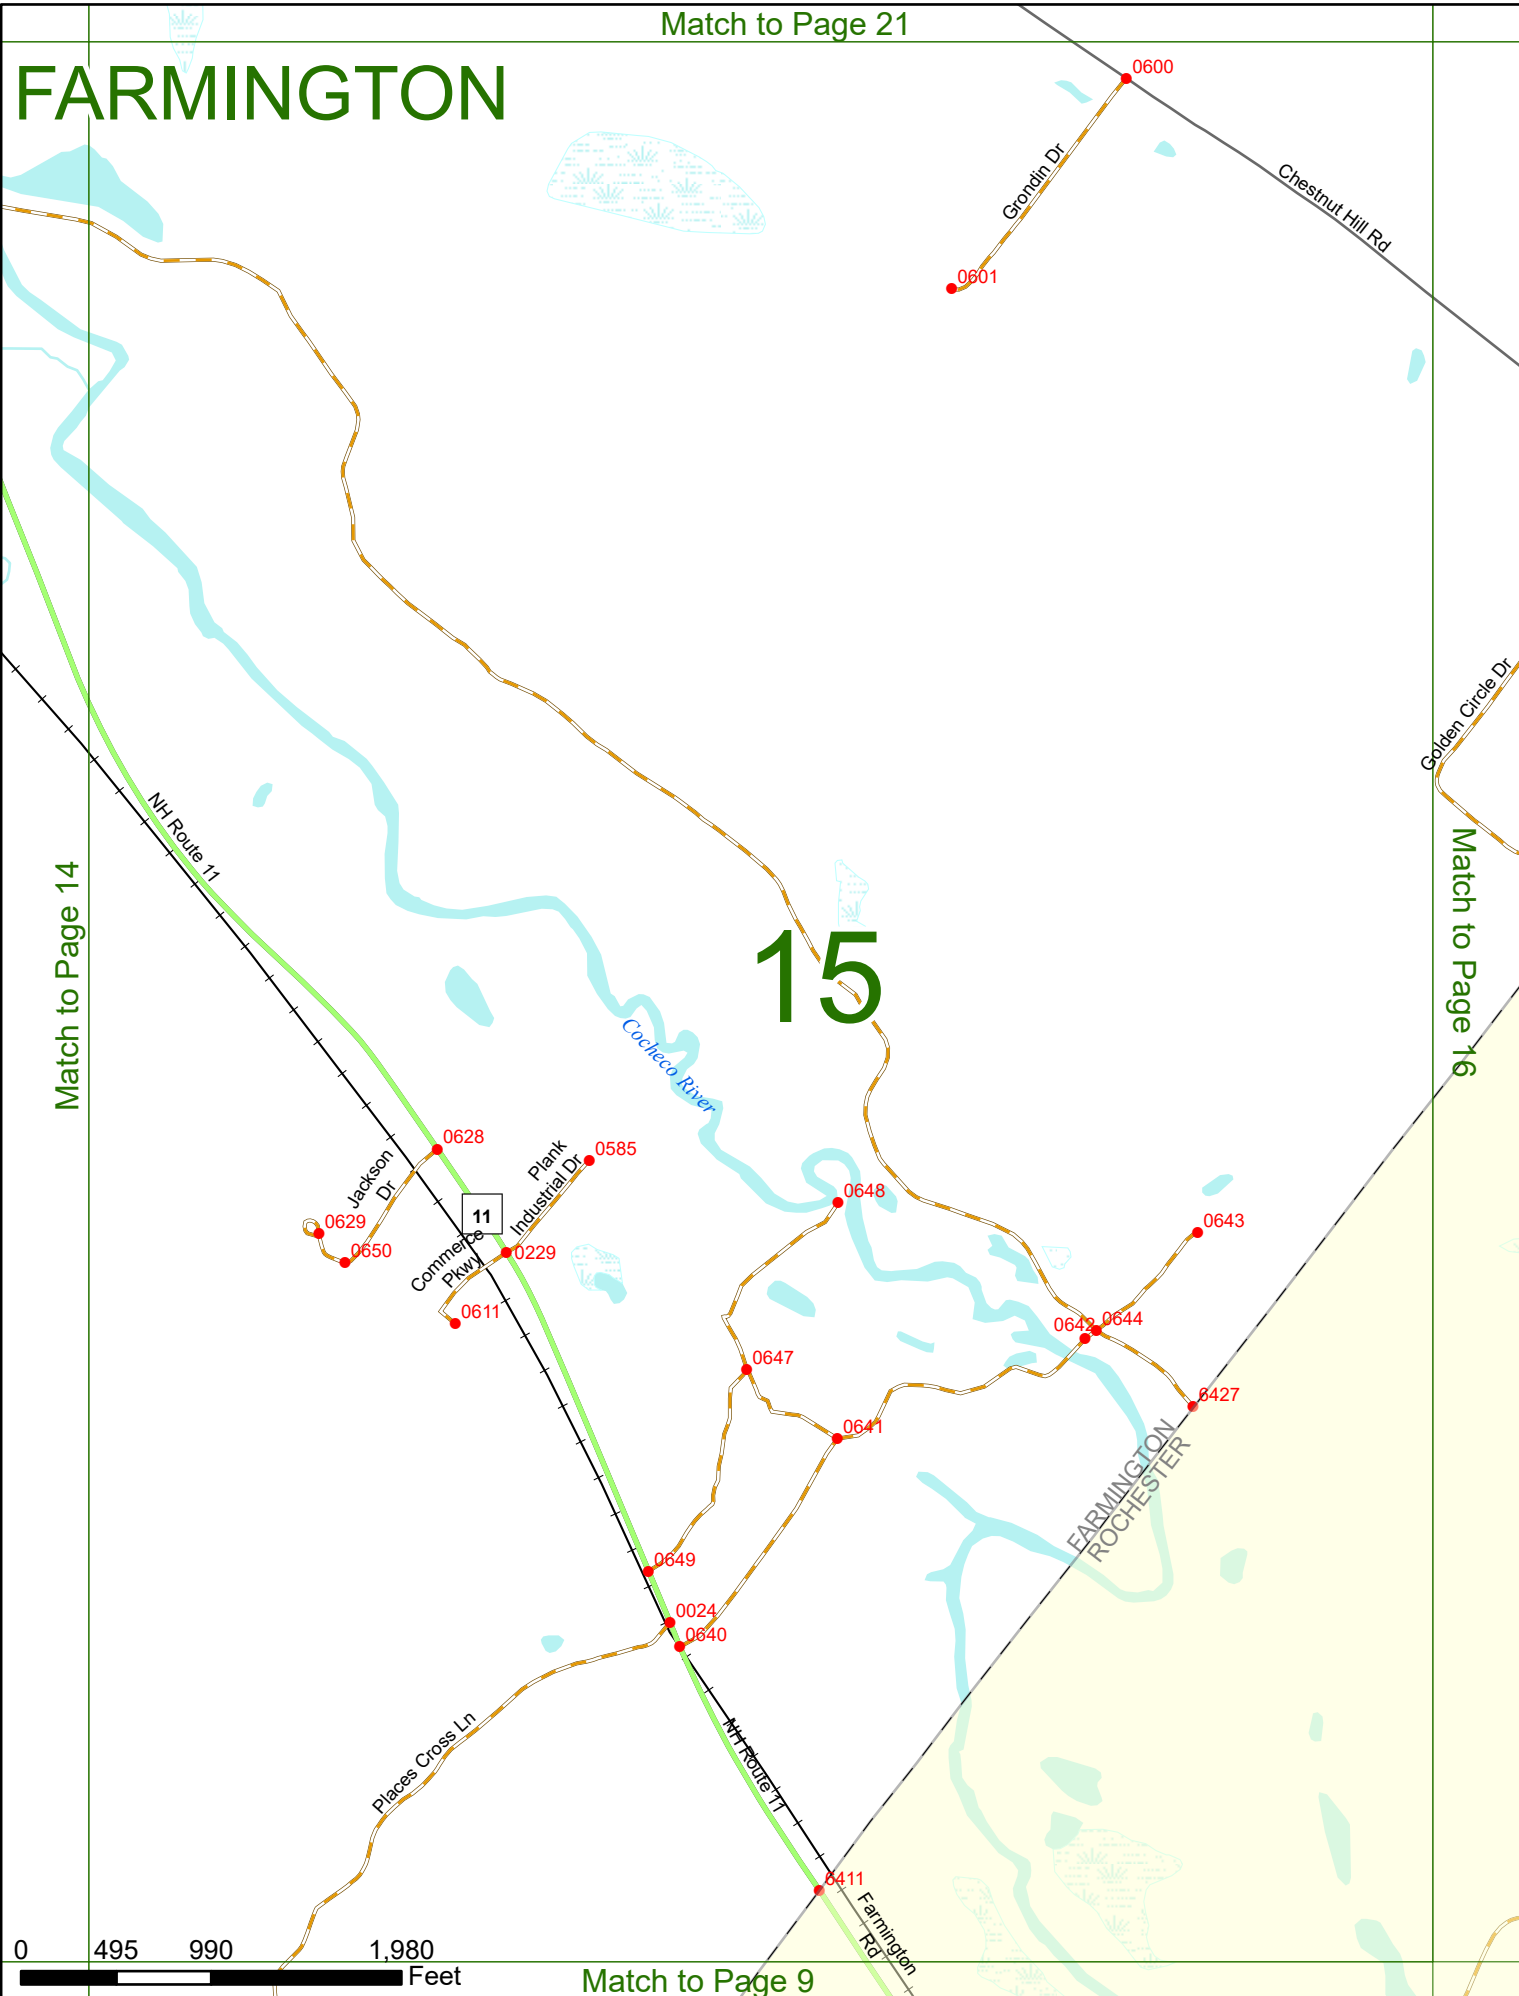 Match to Page 21
FARMINGTON
0600
Grondin Dr
Chestnut Hill Rd
0601
Golden Circle Dr
NH Route 11
Match to Page 14
Match to Page 16
15
Cocheco River
0628
Plank
Industrial Dr
0585
Jackson
Dr
11
0648
0629
0643
Commerce
Pkwy
0229
0650
0611
0642
0644
0647
6427
0641
FARMINGTON
ROCHESTER
0649
0024
0640
Places Cross Ln
NH Route 11
6411
Farmington
Rd
0 495 990 1,980
Feet
Match to Page 9